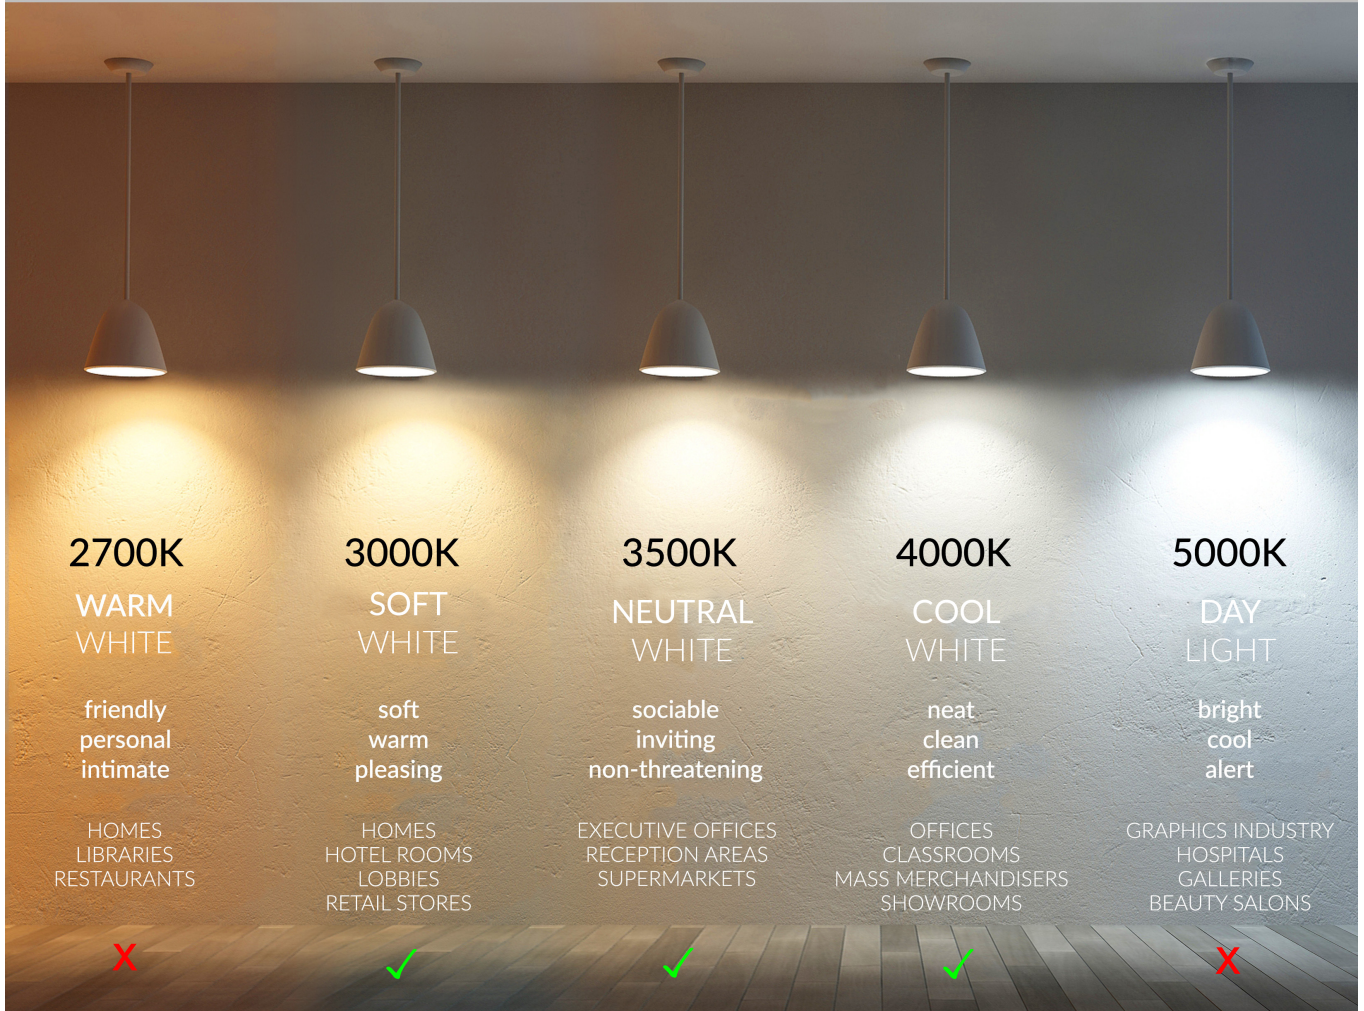 2700K
WARM
WHITE
friendly
personal
intimate
HOMES
LIBRARIES
RESTAURANTS
X
3000K
SOFT
WHITE
soft
warm
pleasing
HOMES
HOTEL ROOMS
LOBBIES
RETAIL STORES
✓
3500K
NEUTRAL
WHITE
sociable
inviting
non-threatening
EXECUTIVE OFFICES
RECEPTION AREAS
SUPERMARKETS
✓
4000K
COOL
WHITE
neat
clean
efficient
OFFICES
CLASSROOMS
MASS MERCHANDISERS
SHOWROOMS
✓
5000K
DAY
LIGHT
bright
cool
alert
GRAPHICS INDUSTRY
HOSPITALS
GALLERIES
BEAUTY SALONS
X